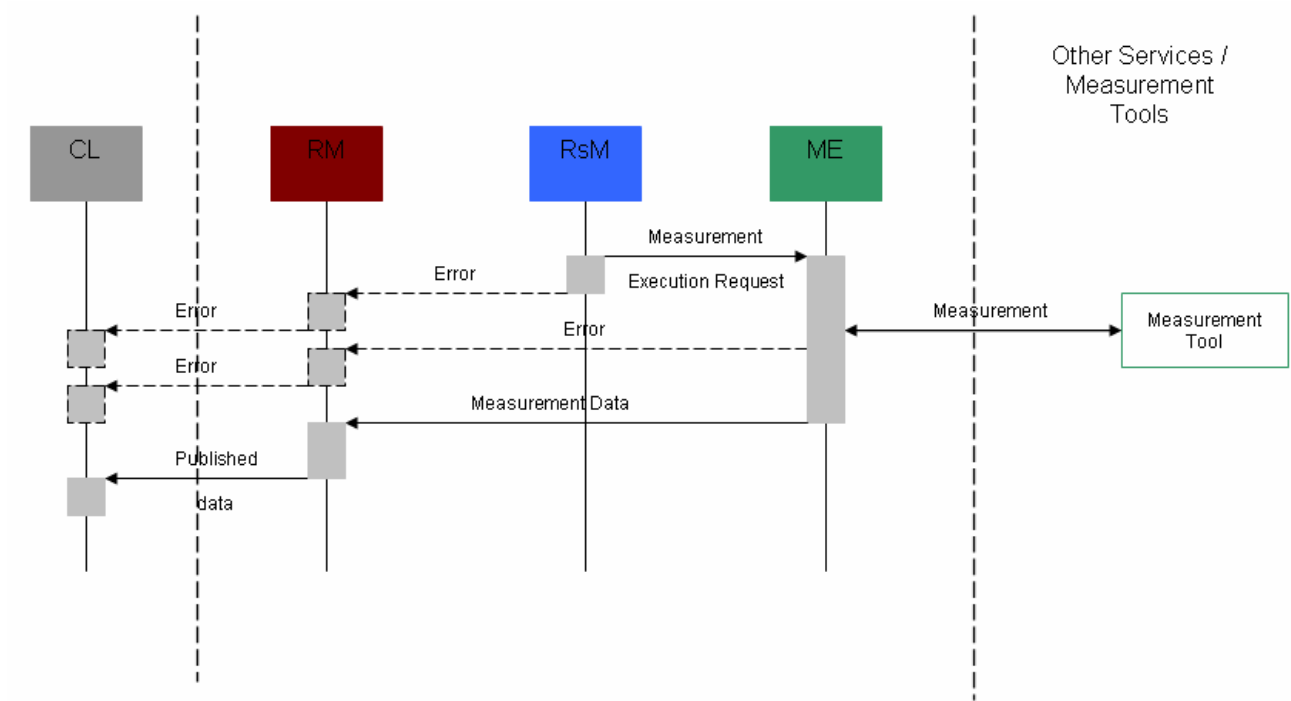 Other Services /
Measurement
Tools
CL
RM
RsM
ME
Measurement
Execution Request
Error
Error
Measurement
Measurement
Tool
Error
Error
Measurement Data
Published
data